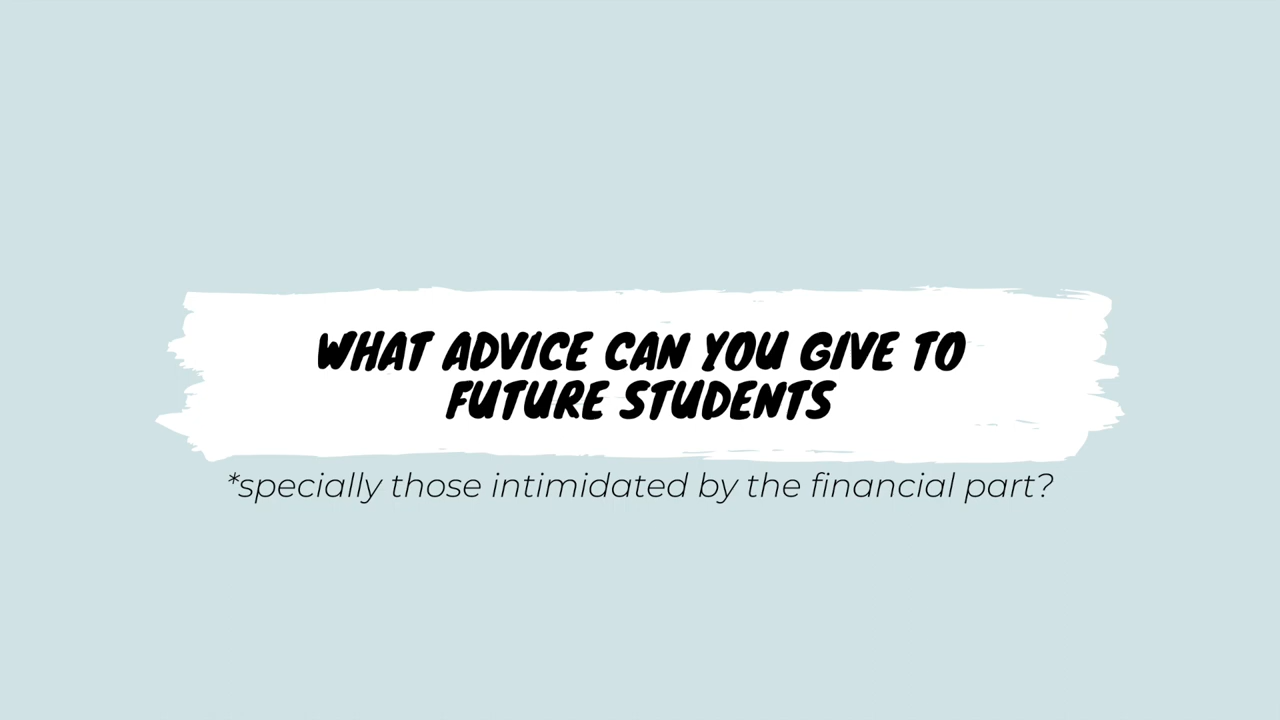 WHAT ADVICE CAN YOU GIVE TO
FUTURE STUDENTS
*specially those intimidated by the financial part?